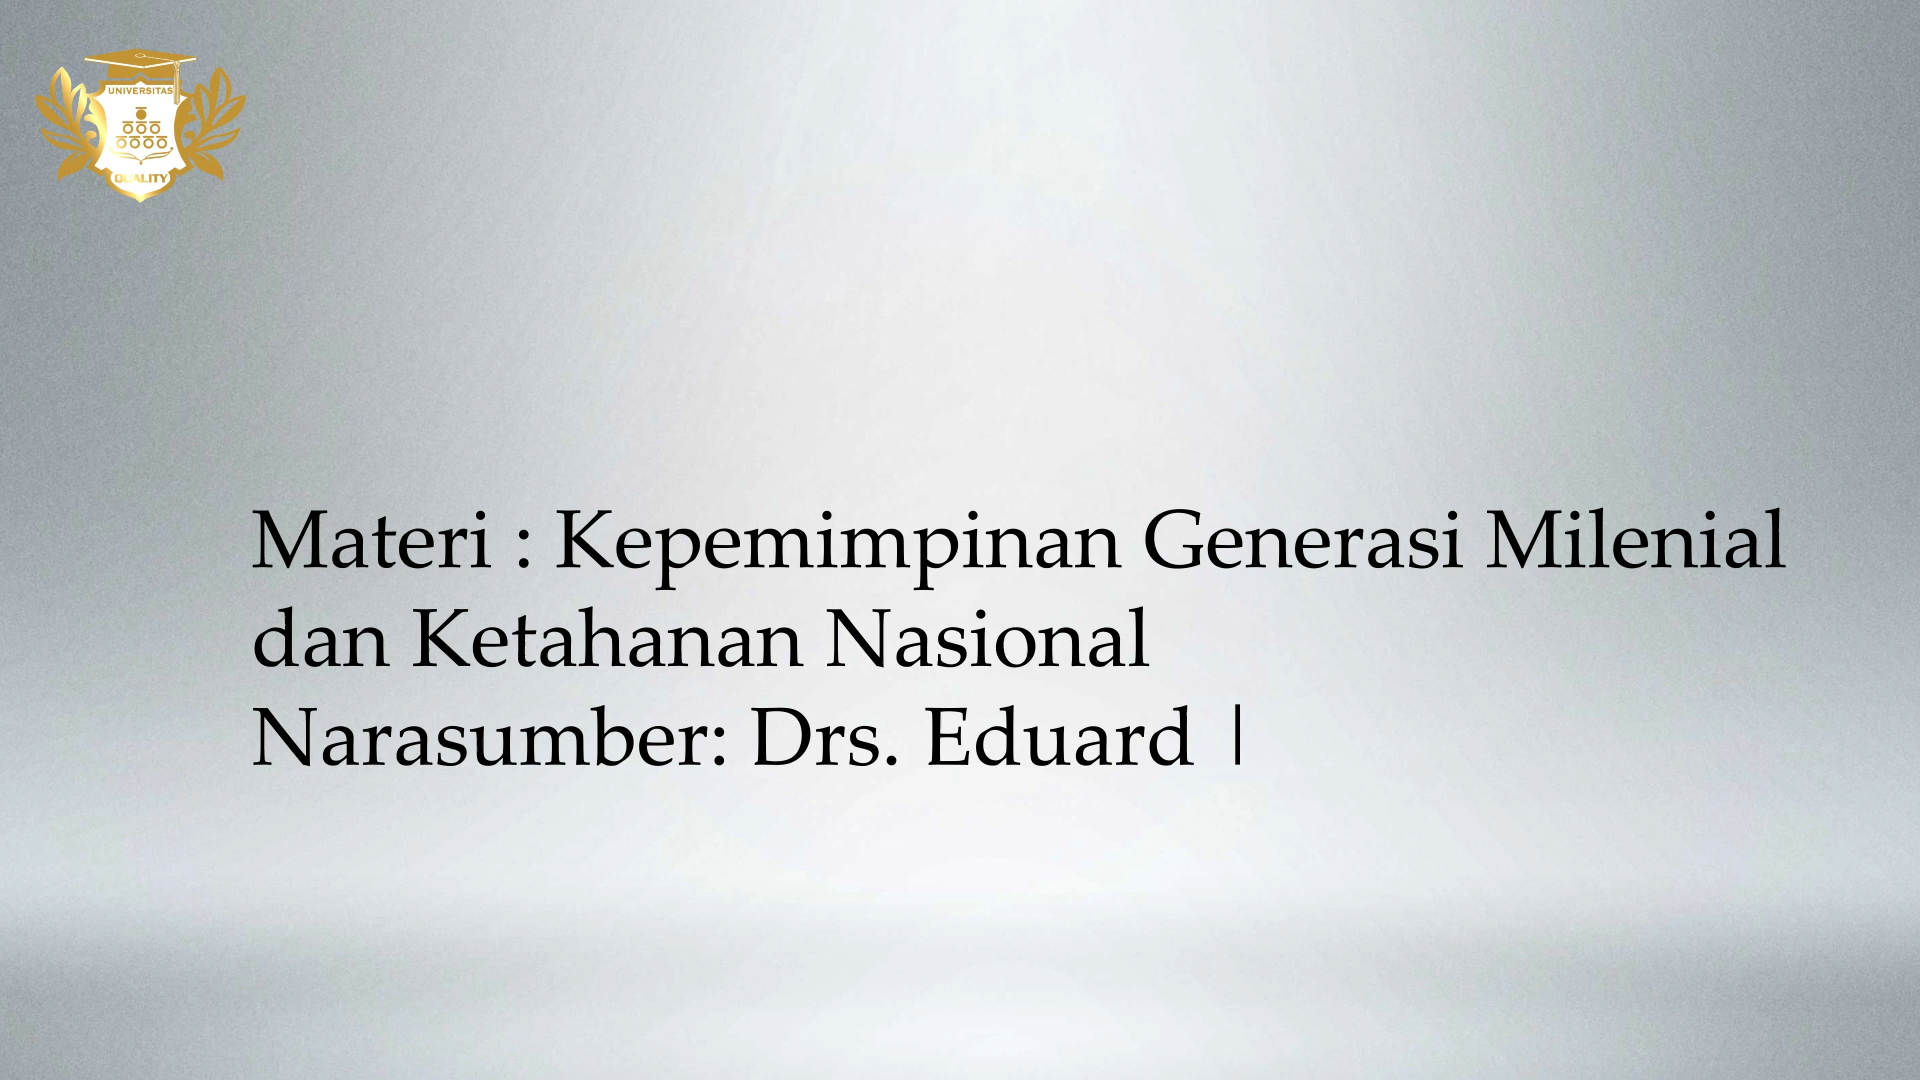 UNIVERSITAS
QUALITY
Materi : Kepemimpinan Generasi Milenial
dan Ketahanan Nasional
Narasumber: Drs. Eduard |